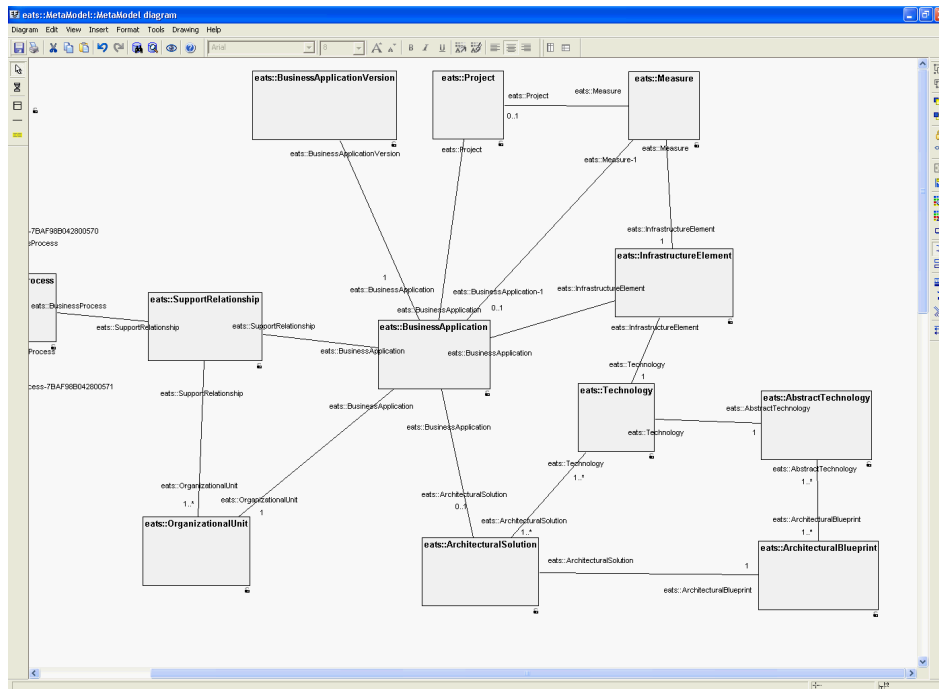 eats::MetaModel::MetaModel diagram
Diagram Edit View Insert Format Tools Drawing Help
Arial 8 A A B I U
eats::BusinessApplicationVersion
eats::Project
eats::Measure
eats::Project
eats::Measure
0..1
eats::BusinessApplicationVersion
eats::Project
eats::Measure
eats::Measure-1
-7BAF98B042800570
sProcess
eats::InfrastructureElement
1
eats::InfrastructureElement
rocess
1
eats::BusinessApplication
eats::BusinessApplication-1
eats::InfrastructureElement
eats::SupportRelationship
eats::BusinessProcess
eats::BusinessApplication
0..1
eats::SupportRelationship
eats::SupportRelationship
eats::BusinessApplication
eats::InfrastructureElement
Process
eats::BusinessApplication
eats::BusinessApplication
eats::Technology
1
cess-7BAF98B042800571
eats::SupportRelationship
eats::Technology
eats::AbstractTechnology
eats::BusinessApplication
eats::AbstractTechnology
eats::BusinessApplication
eats::Technology
1
eats::Technology
eats::AbstractTechnology
1..*
1..*
eats::OrganizationalUnit
eats::ArchitecturalSolution
eats::OrganizationalUnit
1..*
0..1
1
eats::OrganizationalUnit
eats::ArchitecturalSolution
1..*
eats::ArchitecturalBlueprint
1..*
eats::ArchitecturalSolution
eats::ArchitecturalBlueprint
eats::ArchitecturalSolution
1
eats::ArchitecturalBlueprint